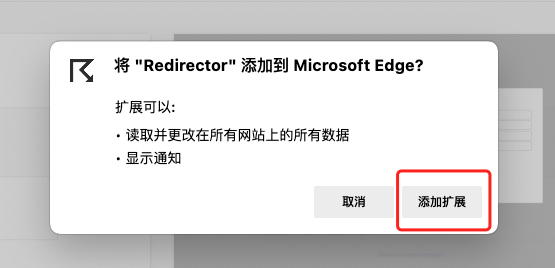 将 "Redirector" 添加到 Microsoft Edge?
扩展可以:
• 读取并更改在所有网站上的所有数据
• 显示通知
取消
添加扩展